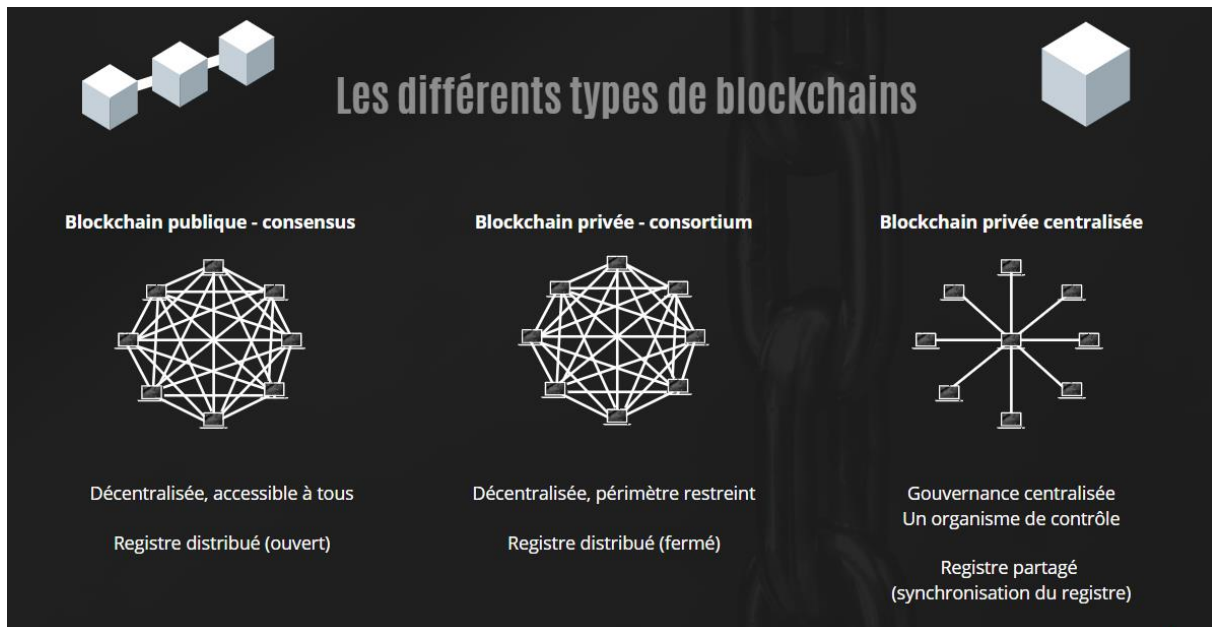 Les différents types de blockchains
Blockchain publique - consensus
Décentralisée, accessible à tous
Registre distribué (ouvert)
Blockchain privée - consortium
Décentralisée, périmètre restreint
Registre distribué (fermé)
Blockchain privée centralisée
Gouvernance centralisée
Un organisme de contrôle
Registre partagé
(synchronisation du registre)